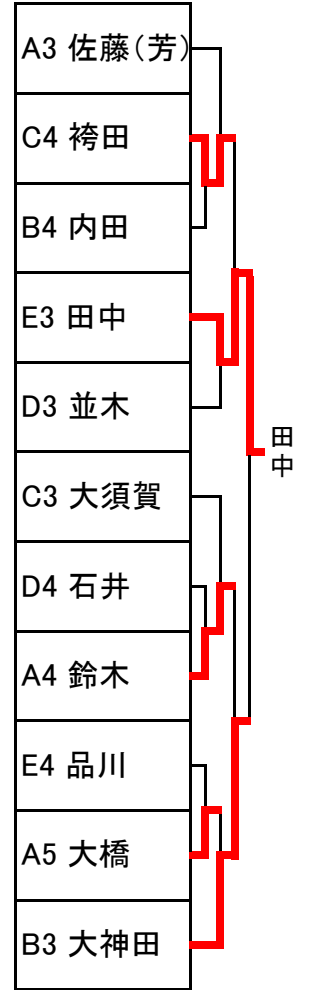 A3 佐藤（芳）
C4 袴田
B4 内田
E3 田中
D3 並木
C3 大須賀
D4 石井
A4 鈴木
E4 品川
A5 大橋
B3 大神田
田中